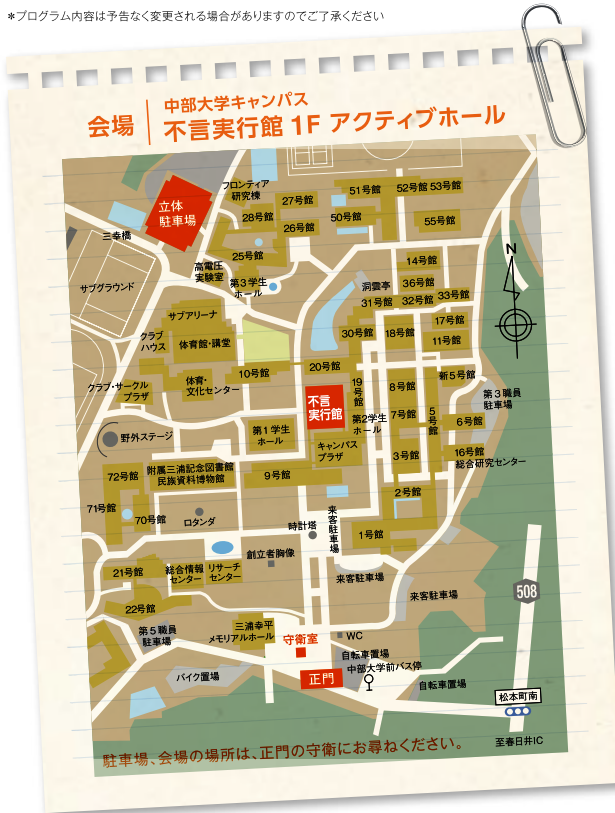 ＊プログラム内容は予告なく変更される場合がありますのでご了承ください
会場
中部大学キャンパス
不言実行館 1F アクティブホール
フロンティア
研究棟
27号館
51号館
52号館 53号館
立体
駐車場
28号館
26号館
50号館
55号館
三幸橋
25号館
高電圧
実験室
第3学生
ホール
14号館
洞雲亭
36号館
サブグラウンド
31号館
32号館
33号館
N
サブアリーナ
17号館
クラブ
ハウス
体育館・講堂
30号館
18号館
11号館
10号館
20号館
新5号館
クラブ・サークル
プラザ
体育・
文化センター
19号館
8号館
不言
実行館
第3職員
駐車場
第2学生
ホール
7号館
5号館
6号館
野外ステージ
第1学生
ホール
キャンパス
プラザ
3号館
16号館
総合研究センター
72号館
附属三浦記念図書館
民族資料博物館
9号館
2号館
71号館
70号館
ロタンダ
時計塔
来客駐車場
1号館
創立者胸像
21号館
総合情報
センター
リサーチ
センター
来客駐車場
来客駐車場
508
22号館
第5職員
駐車場
三浦幸平
メモリアルホール
守衛室
WC
自転車置場
中部大学前バス停
バイク置場
正門
自転車置場
松本町南
至春日井IC
駐車場、会場の場所は、正門の守衛にお尋ねください。